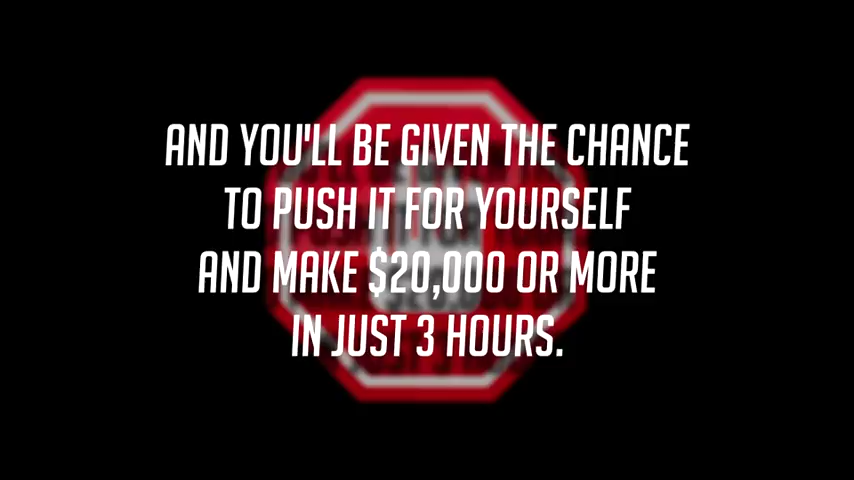 AND YOU'LL BE GIVEN THE CHANCE
TO PUSH IT FOR YOURSELF
AND MAKE $20,000 OR MORE
IN JUST 3 HOURS.